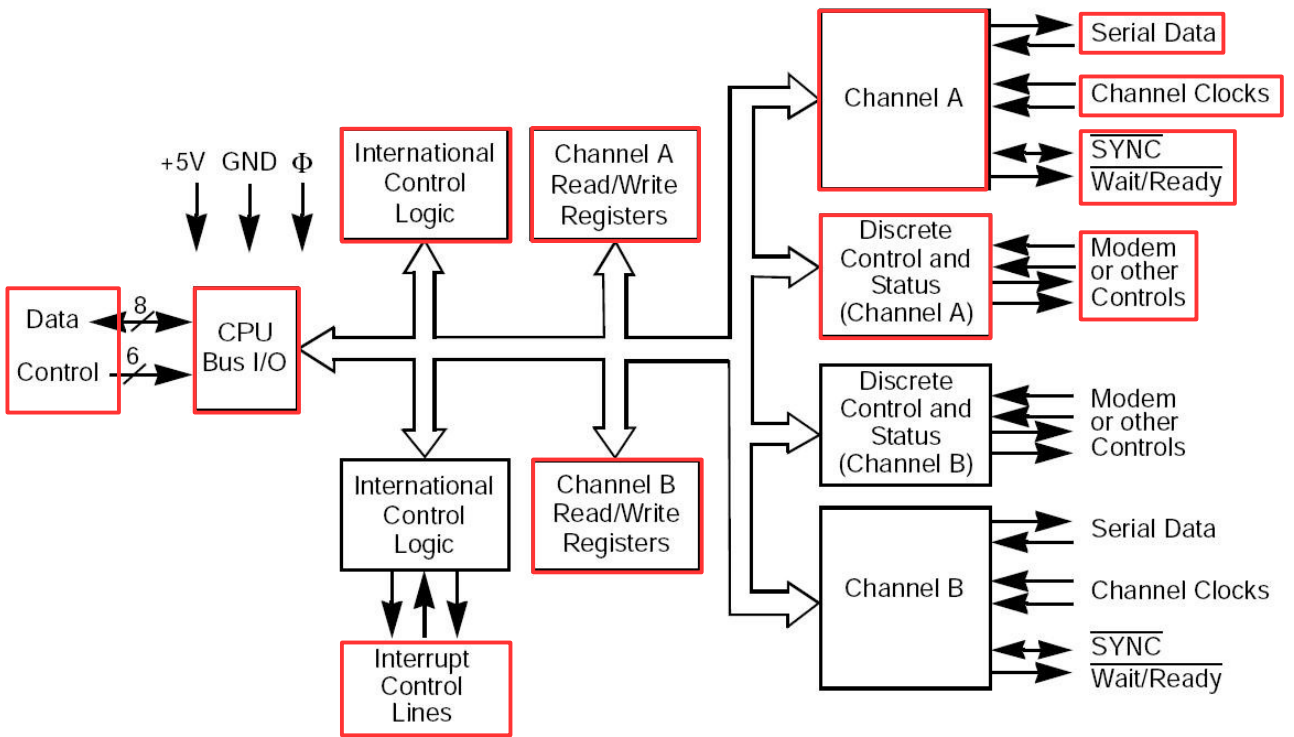 +5V GND Φ
Data
8
Control
6
CPU
Bus I/O
International
Control
Logic
Channel A
Read/Write
Registers
International
Control
Logic
Interrupt
Control
Lines
Channel B
Read/Write
Registers
Channel A
Serial Data
Channel Clocks
SYNC
Wait/Ready
Discrete
Control and
Status
(Channel A)
Modem
or other
Controls
Discrete
Control and
Status
(Channel B)
Modem
or other
Controls
Channel B
Serial Data
Channel Clocks
SYNC
Wait/Ready